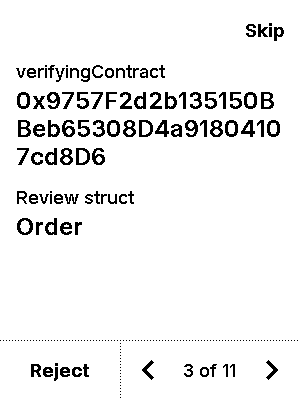 Skip
verifyingContract
0x9757F2d2b135150B
Beb65308D4a9180410
7cd8D6
Review struct
Order
Reject
3 of 11